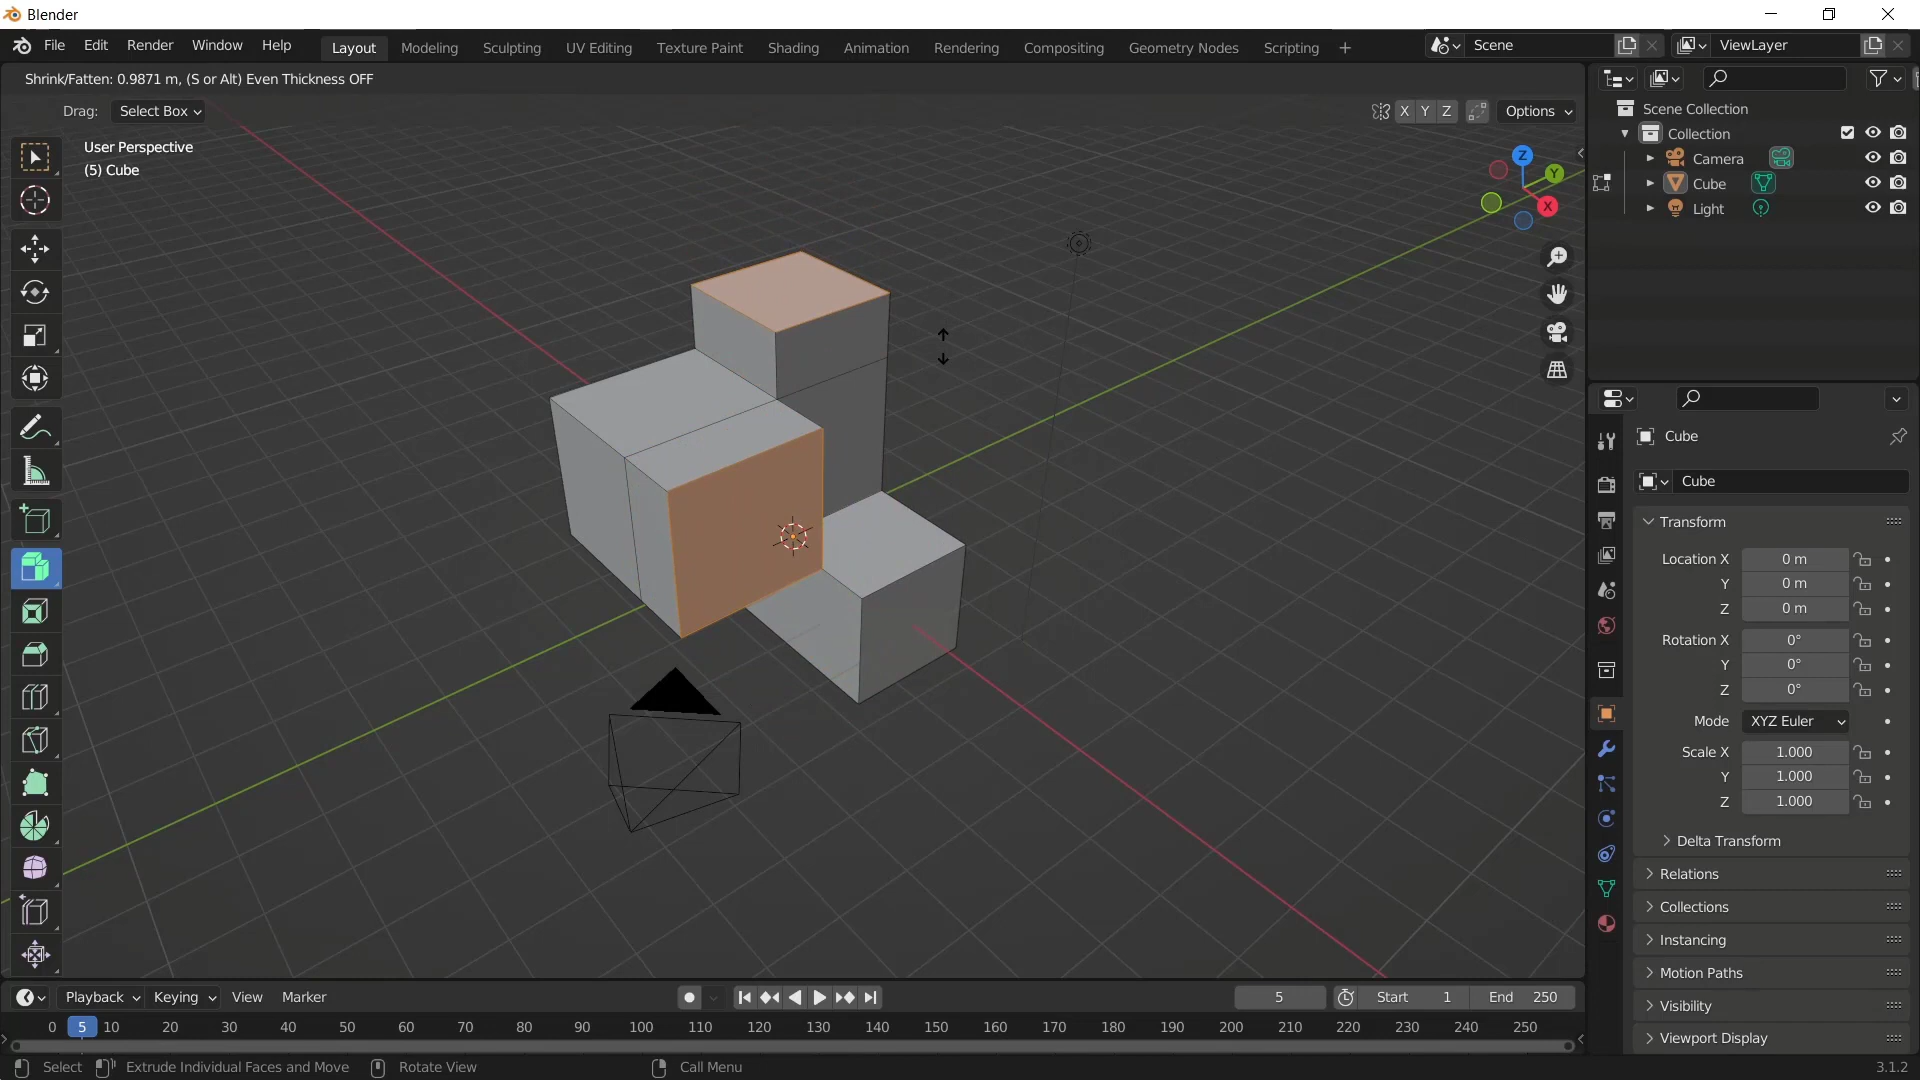 Blender
File Edit Render Window Help Layout Modeling Sculpting UV Editing Texture Paint Shading Animation Rendering Compositing Geometry Nodes Scripting + Scene ViewLayer
Shrink/Fatten: 0.9871 m, (S or Alt) Even Thickness OFF
Drag: Select Box X Y Z Options
User Perspective
(5) Cube
Z
Y
X
Scene Collection
Collection
Camera
Cube
Light
Cube
Cube
Transform
Location X 0 m
Y 0 m
Z 0 m
Rotation X 0°
Y 0°
Z 0°
Mode XYZ Euler
Scale X 1.000
Y 1.000
Z 1.000
Delta Transform
Relations
Collections
Instancing
Motion Paths
Visibility
Viewport Display
Playback Keying View Marker 5 Start 1 End 250
0 5 10 20 30 40 50 60 70 80 90 100 110 120 130 140 150 160 170 180 190 200 210 220 230 240 250
Select Extrude Individual Faces and Move Rotate View Call Menu 3.1.2